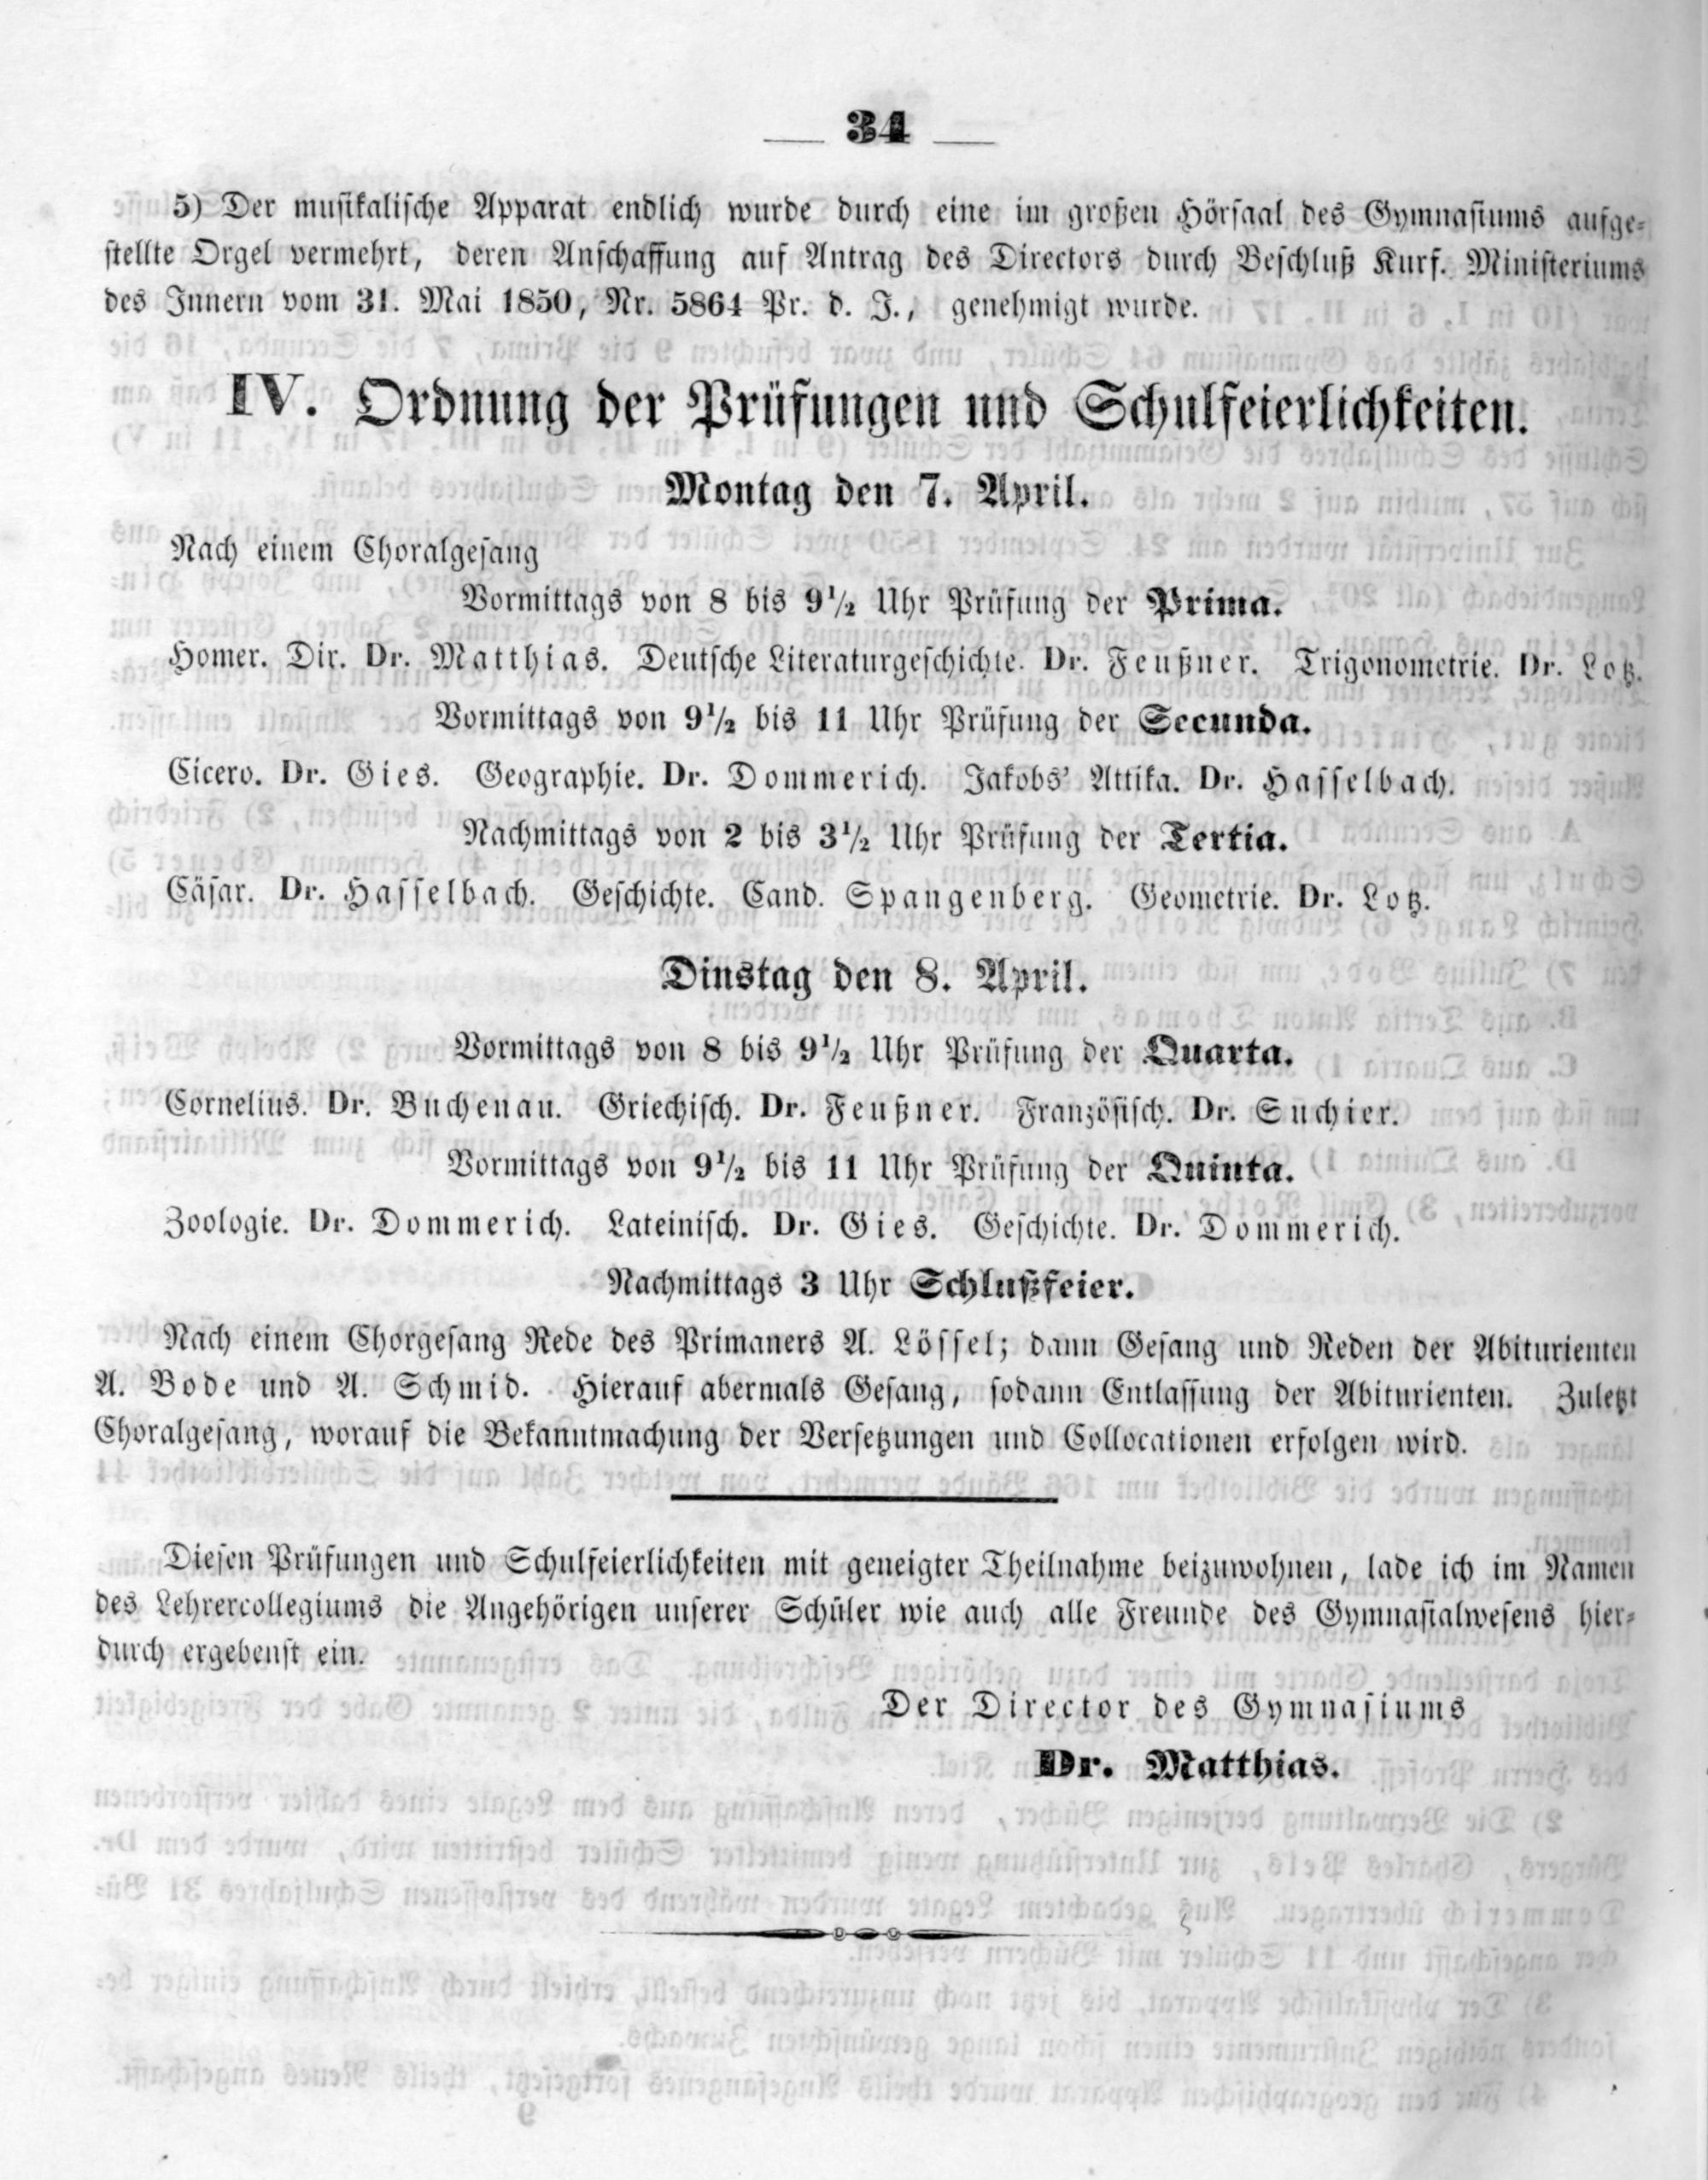 34
5) Der musikalische Apparat endlich wurde durch eine im großen Hörsaal des Gymnasiums aufge-
stellte Orgel vermehrt, deren Anschaffung auf Antrag des Directors durch Beschluß Kurf. Ministeriums
des Innern vom 31. Mai 1850, Nr. 5864 Pr. d. J., genehmigt wurde.
IV. Ordnung der Prüfungen und Schulfeierlichkeiten.
Montag den 7. April.
Nach einem Choralgesang
Vormittags von 8 bis 9½ Uhr Prüfung der Prima.
Homer. Dir. Dr. Matthias. Deutsche Literaturgeschichte. Dr. Feußner. Trigonometrie. Dr. Lotz.
Vormittags von 9½ bis 11 Uhr Prüfung der Secunda.
Cicero. Dr. Gies. Geographie. Dr. Dommerich. Jakobs' Attika. Dr. Hasselbach.
Nachmittags von 2 bis 3½ Uhr Prüfung der Tertia.
Cäsar. Dr. Hasselbach. Geschichte. Cand. Spangenberg. Geometrie. Dr. Lotz.
Dinstag den 8. April.
Vormittags von 8 bis 9½ Uhr Prüfung der Quarta.
Cornelius. Dr. Buchenau. Griechisch. Dr. Feußner. Französisch. Dr. Suchier.
Vormittags von 9½ bis 11 Uhr Prüfung der Quinta.
Zoologie. Dr. Dommerich. Lateinisch. Dr. Gies. Geschichte. Dr. Dommerich.
Nachmittags 3 Uhr Schlußfeier.
Nach einem Chorgesang Rede des Primaners A. Lössel; dann Gesang und Reden der Abiturienten
A. Bode und A. Schmid. Hierauf abermals Gesang, sodann Entlassung der Abiturienten. Zuletzt
Choralgesang, worauf die Bekanntmachung der Versetzungen und Collocationen erfolgen wird.
Diesen Prüfungen und Schulfeierlichkeiten mit geneigter Theilnahme beizuwohnen, lade ich im Namen
des Lehrercollegiums die Angehörigen unserer Schüler wie auch alle Freunde des Gymnasialwesens hier-
durch ergebenst ein.
Der Director des Gymnasiums
Dr. Matthias.